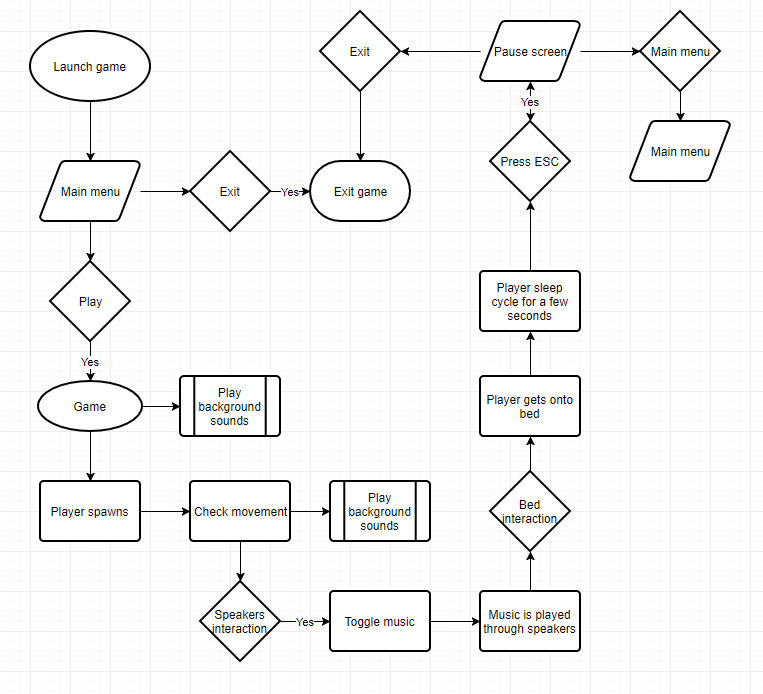 Launch game
Exit
Pause screen
Main menu
Yes
Press ESC
Main menu
Main menu
Exit
Yes
Exit game
Player sleep
cycle for a few
seconds
Play
Yes
Game
Play
background
sounds
Player gets onto
bed
Player spawns
Check movement
Play
background
sounds
Bed
interaction
Speakers
interaction
Yes
Toggle music
Music is played
through speakers